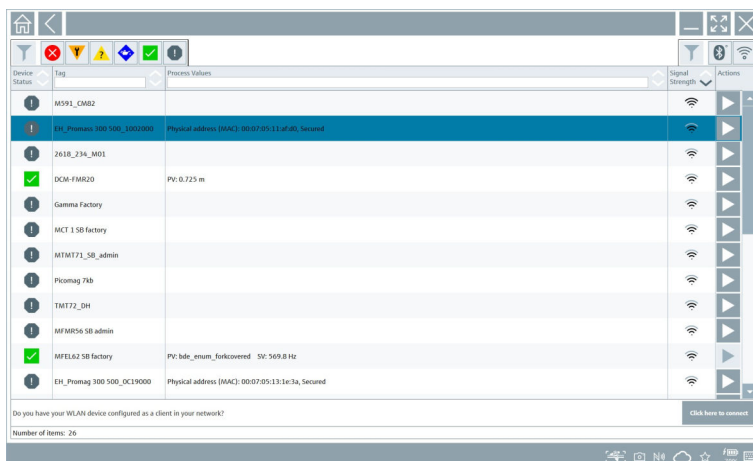 Device Status
Tag
Process Values
Signal Strength
Actions
M591_CM82
EH_Promass 300 500_1002000 Physical address (MAC): 00:07:05:11:af:d0, Secured
2618_234_M01
DCM-FMR20 PV: 0.725 m
Gamma Factory
MCT 1 SB factory
MTMT71_SB_admin
Picomag 7kb
TMT72_DH
MFMR56 SB admin
MFEL62 SB factory PV: bde_enum_forkcovered SV: 569.8 Hz
EH_Promag 300 500_0C19000 Physical address (MAC): 00:07:05:13:1e:3a, Secured
Do you have your WLAN device configured as a client in your network? Click here to connect
Number of items: 26